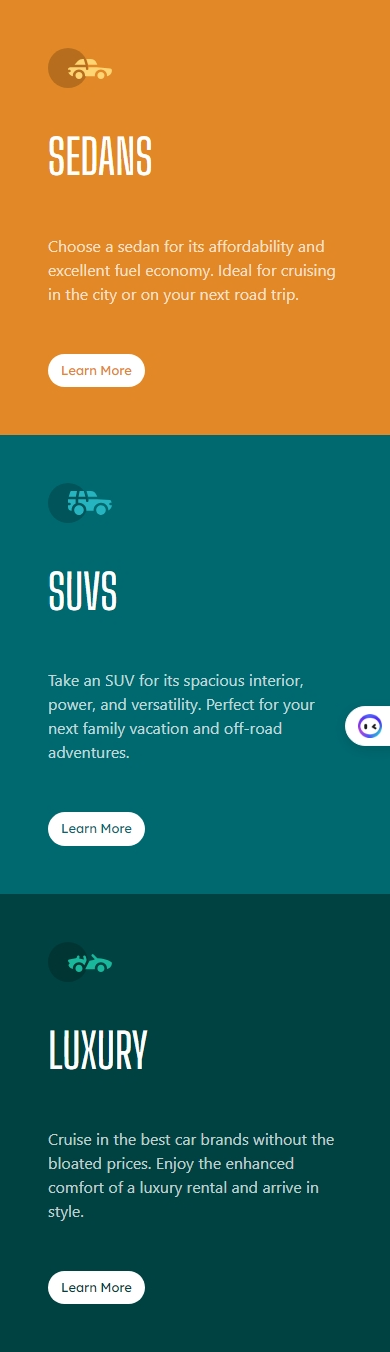 SEDANS
Choose a sedan for its affordability and
excellent fuel economy. Ideal for cruising
in the city or on your next road trip.
Learn More
SUVS
Take an SUV for its spacious interior,
power, and versatility. Perfect for your
next family vacation and off-road
adventures.
Learn More
LUXURY
Cruise in the best car brands without the
bloated prices. Enjoy the enhanced
comfort of a luxury rental and arrive in
style.
Learn More